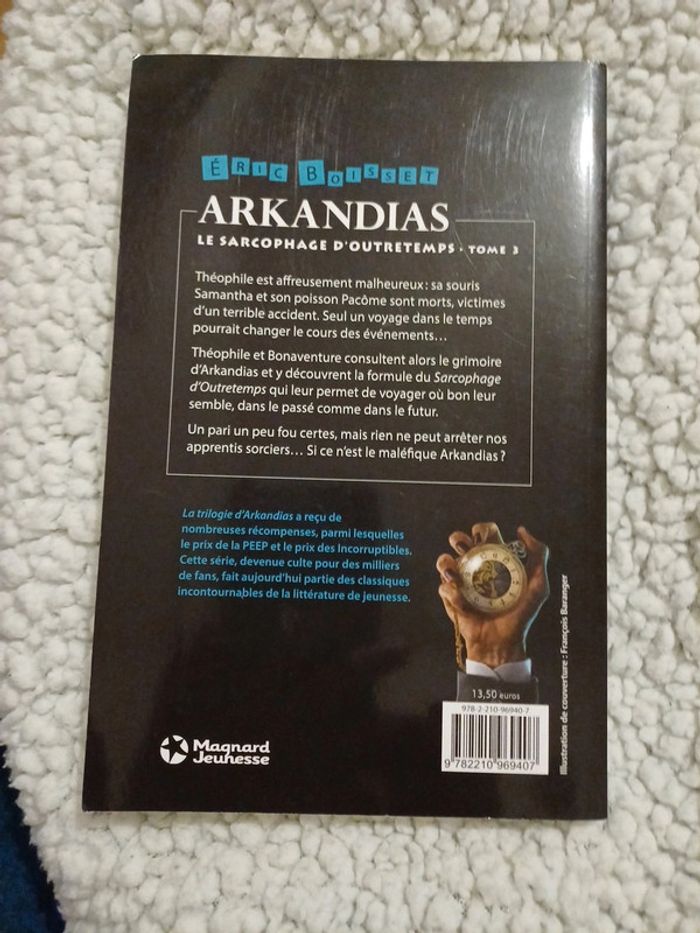 ÉRIC BOISSET
ARKANDIAS
LE SARCOPHAGE D'OUTRETEMPS · TOME 3
Théophile est affreusement malheureux : sa souris
Samantha et son poisson Pacôme sont morts, victimes
d'un terrible accident. Seul un voyage dans le temps
pourrait changer le cours des événements…
Théophile et Bonaventure consultent alors le grimoire
d'Arkandias et y découvrent la formule du Sarcophage
d'Outretemps qui leur permet de voyager où bon leur
semble, dans le passé comme dans le futur.
Un pari un peu fou certes, mais rien ne peut arrêter nos
apprentis sorciers… Si ce n'est le maléfique Arkandias ?
La trilogie d'Arkandias a reçu de
nombreuses récompenses, parmi lesquelles
le prix de la PEEP et le prix des Incorruptibles.
Cette série, devenue culte pour des milliers
de fans, fait aujourd'hui partie des classiques
incontournables de la littérature de jeunesse.
13,50 euros
978-2-210-96940-7
9 782210 969407
Magnard
Jeunesse
Illustration de couverture : François Baranger